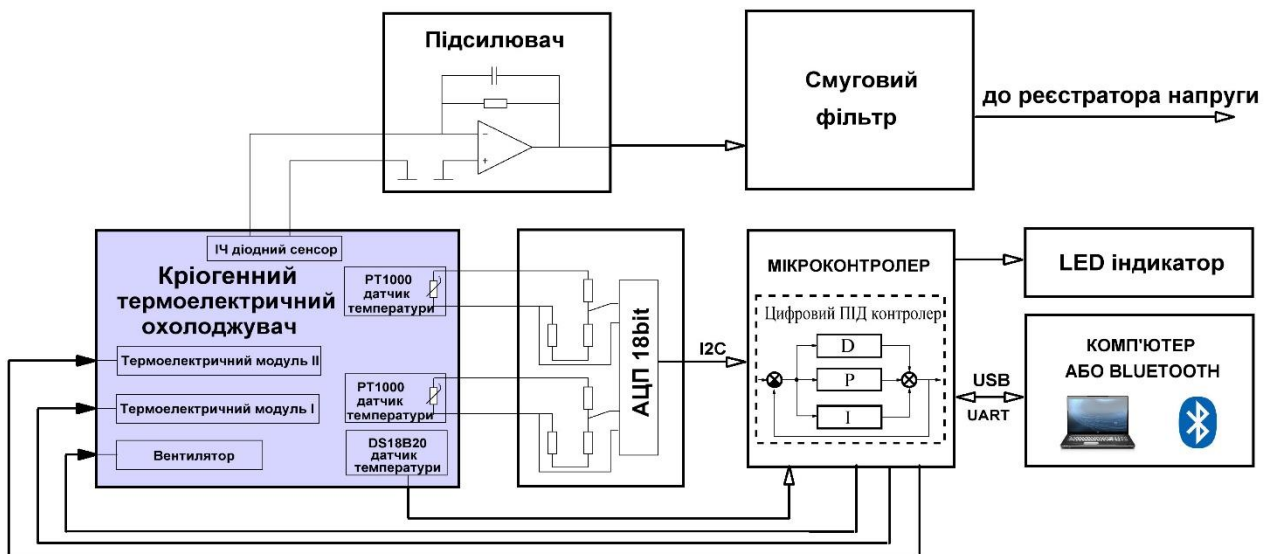 Підсилювач
Смуговий
фільтр
до реєстратора напруги
ІЧ діодний сенсор
Кріогенний
термоелектричний
охолоджувач
PT1000
датчик
температури
Термоелектричний модуль II
Термоелектричний модуль I
Вентилятор
PT1000
датчик
температури
DS18B20
датчик
температури
АЦП 18bit
I2C
МІКРОКОНТРОЛЕР
Цифровий ПІД контролер
D
P
I
LED індикатор
USB
UART
КОМП'ЮТЕР
АБО BLUETOOTH